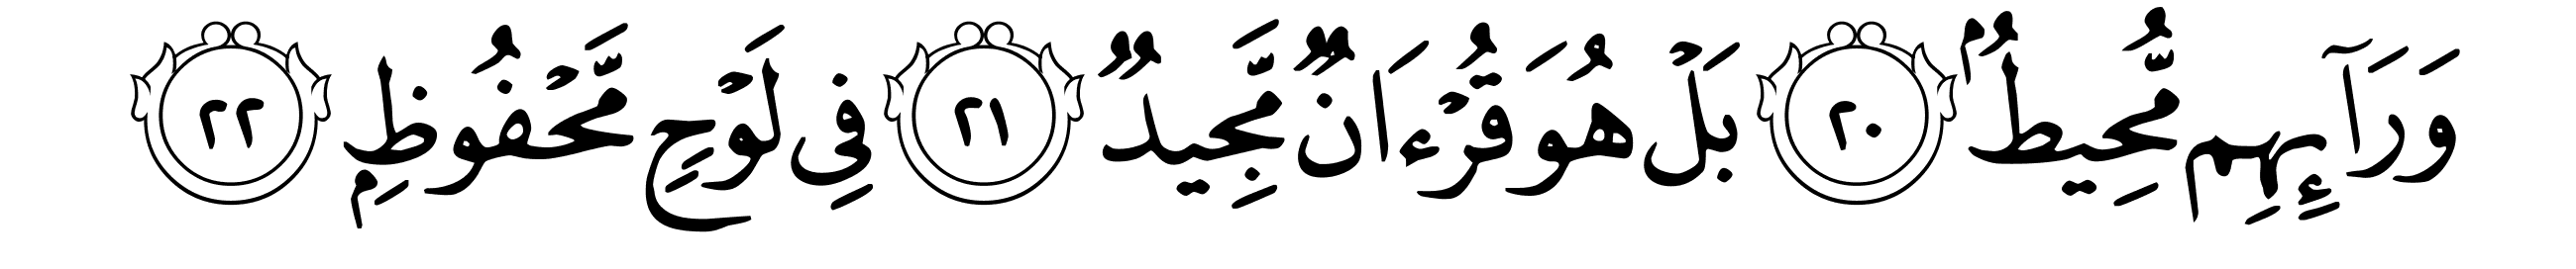 وَرَآئِهِم مُّحِيطُۢ ٢٠ بَلۡ هُوَ قُرۡءَانٞ مَّجِيدٞ ٢١ فِي لَوۡحٖ مَّحۡفُوظِۭ ٢٢